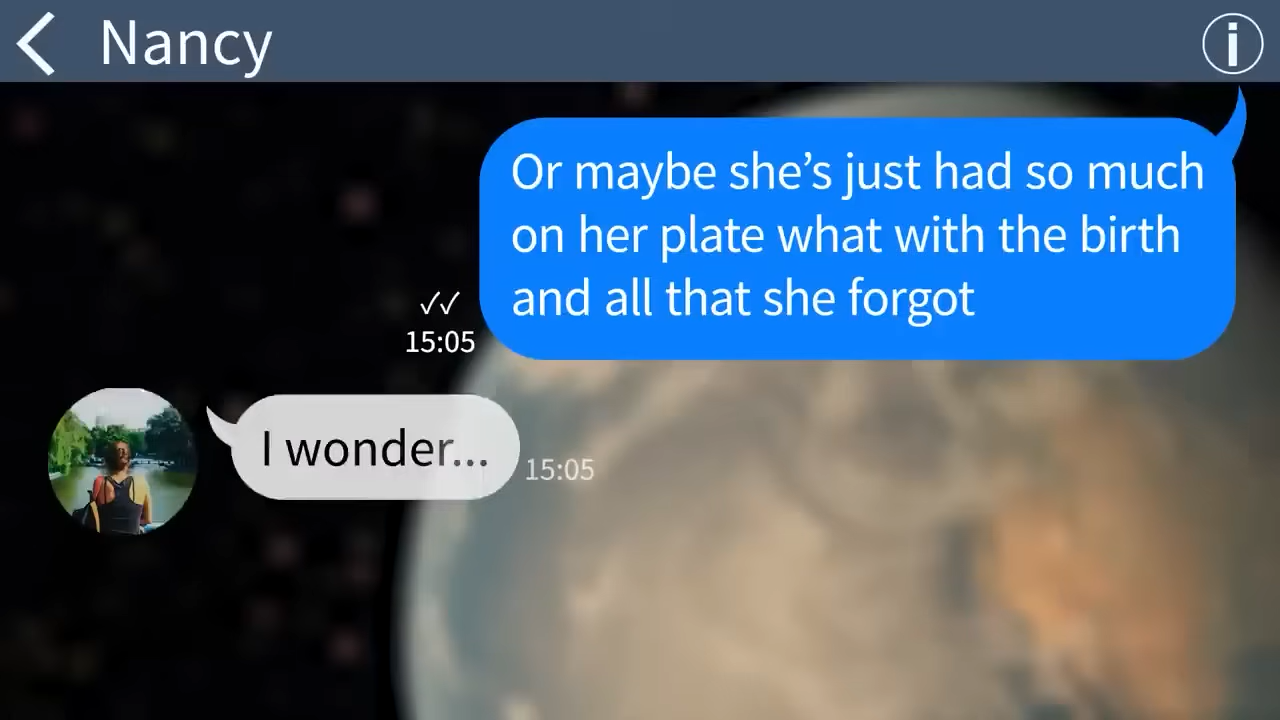 Nancy
Or maybe she’s just had so much
on her plate what with the birth
and all that she forgot
15:05
I wonder...
15:05